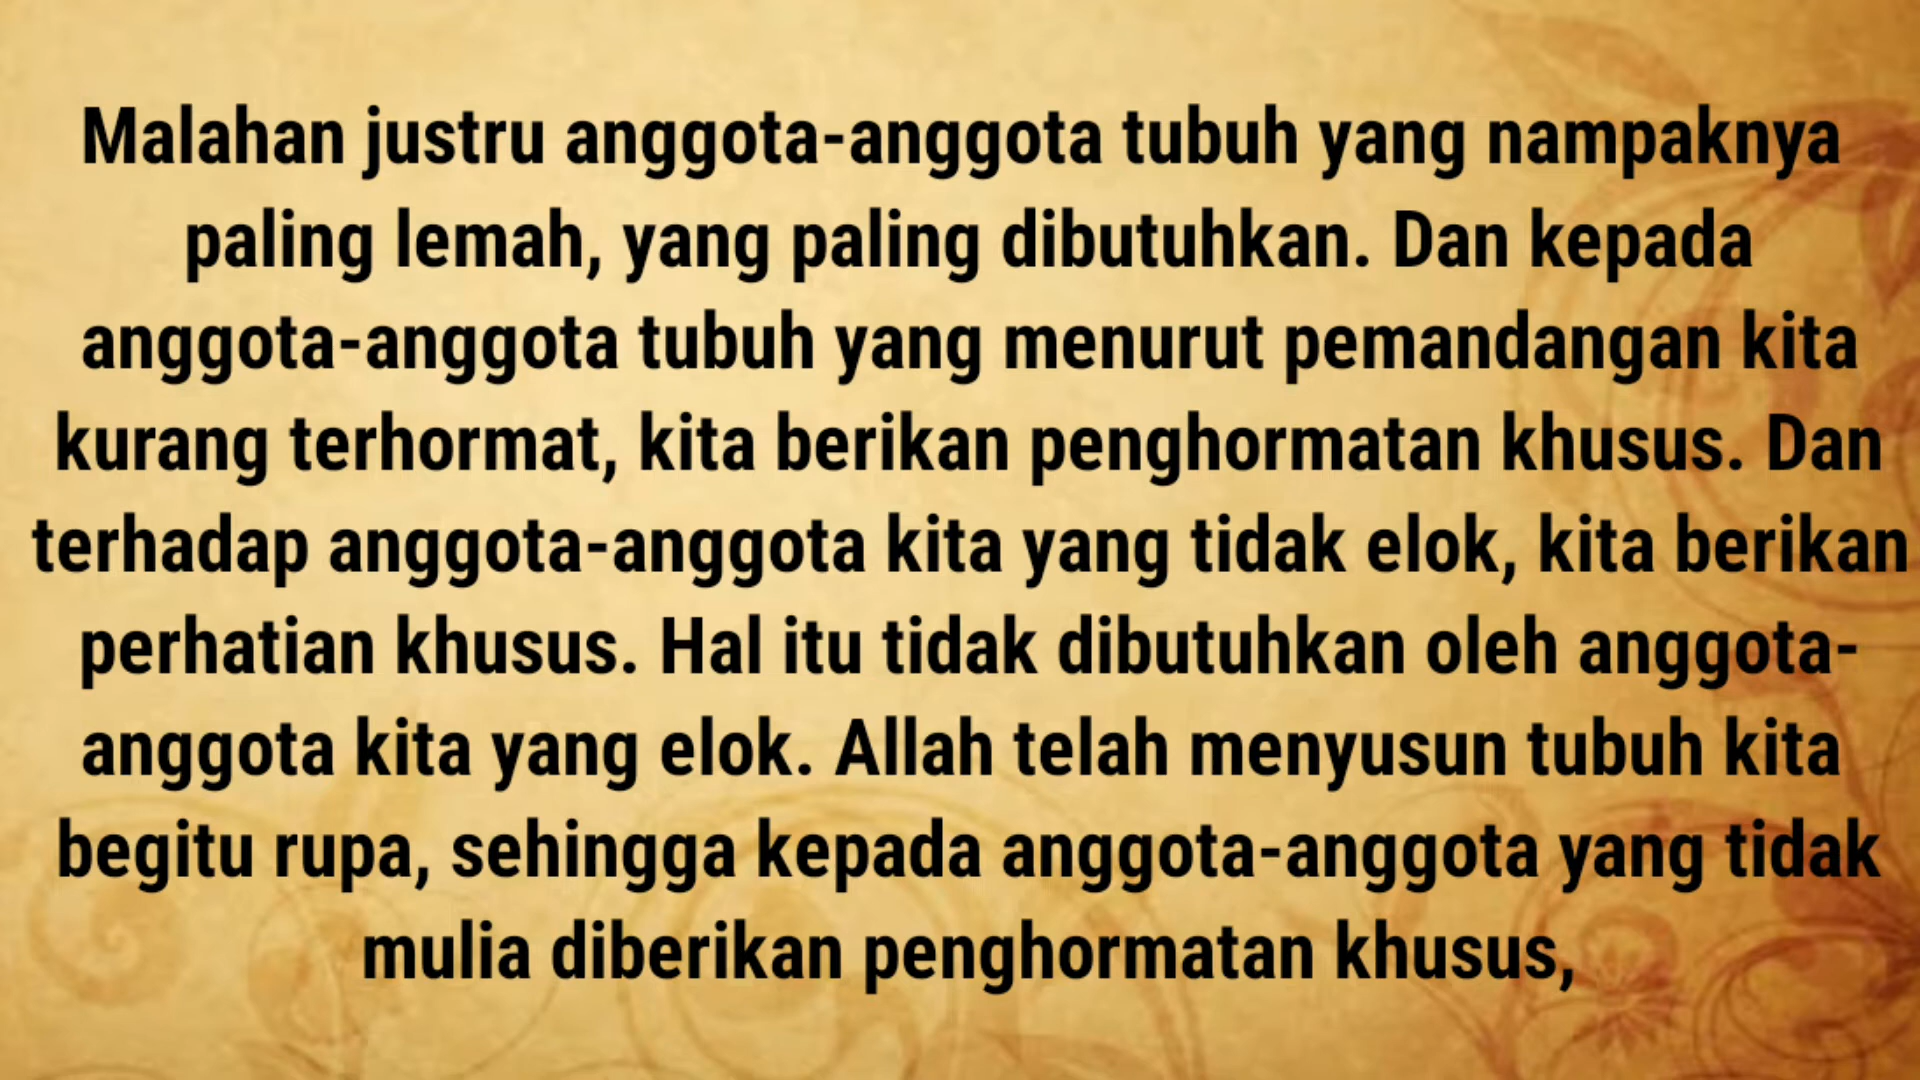 Malahan justru anggota-anggota tubuh yang nampaknya
paling lemah, yang paling dibutuhkan. Dan kepada
anggota-anggota tubuh yang menurut pemandangan kita
kurang terhormat, kita berikan penghormatan khusus. Dan
terhadap anggota-anggota kita yang tidak elok, kita berikan
perhatian khusus. Hal itu tidak dibutuhkan oleh anggota-
anggota kita yang elok. Allah telah menyusun tubuh kita
begitu rupa, sehingga kepada anggota-anggota yang tidak
mulia diberikan penghormatan khusus,